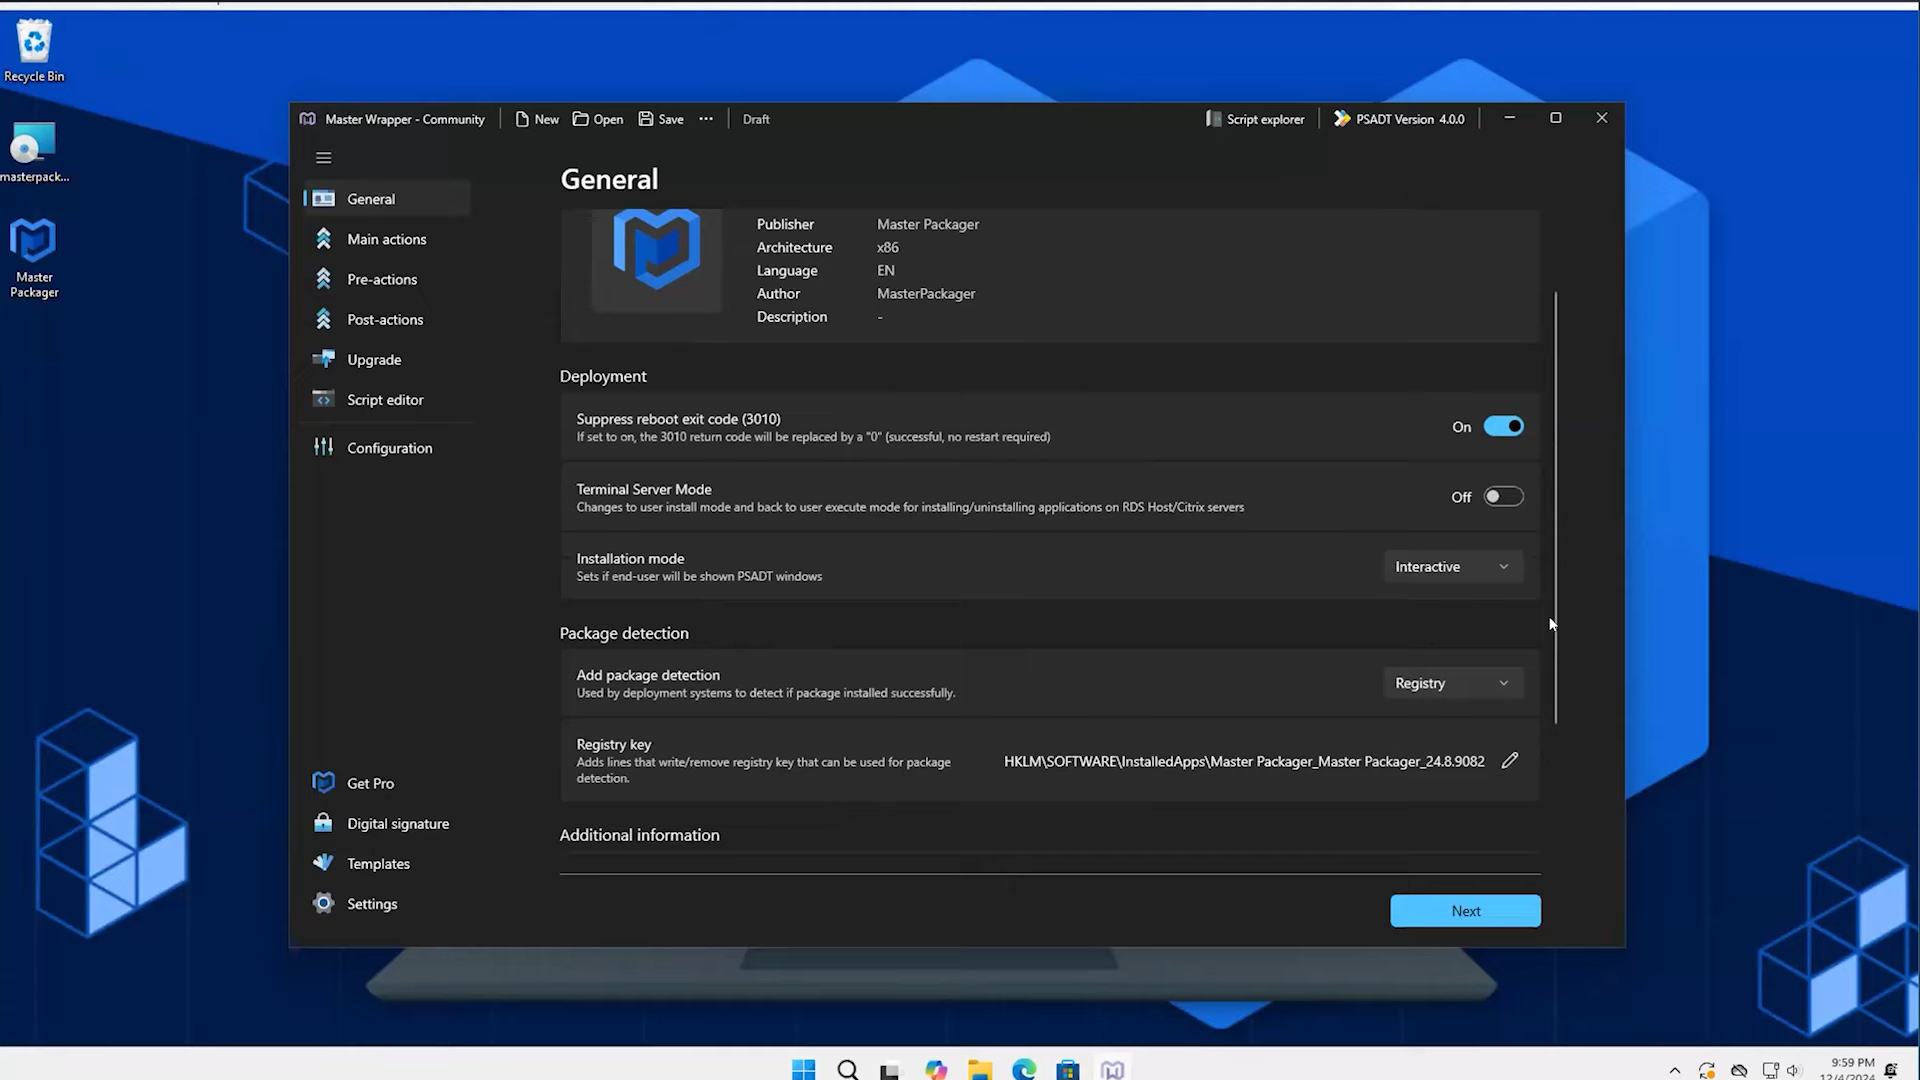 Recycle Bin
masterpack...
Master
Packager
Master Wrapper - Community
New
Open
Save
Draft
Script explorer
PSADT Version 4.0.0
General
Main actions
Pre-actions
Post-actions
Upgrade
Script editor
Configuration
Get Pro
Digital signature
Templates
Settings
General
Publisher Master Packager
Architecture x86
Language EN
Author MasterPackager
Description -
Deployment
Suppress reboot exit code (3010)
If set to on, the 3010 return code will be replaced by a "0" (successful, no restart required)
On
Terminal Server Mode
Changes to user install mode and back to user execute mode for installing/uninstalling applications on RDS Host/Citrix servers
Off
Installation mode
Sets if end-user will be shown PSADT windows
Interactive
Package detection
Add package detection
Used by deployment systems to detect if package installed successfully.
Registry
Registry key
Adds lines that write/remove registry key that can be used for package
detection.
HKLM\SOFTWARE\InstalledApps\Master Packager_Master Packager_24.8.9082
Additional information
Next
9:59 PM
12/4/2024